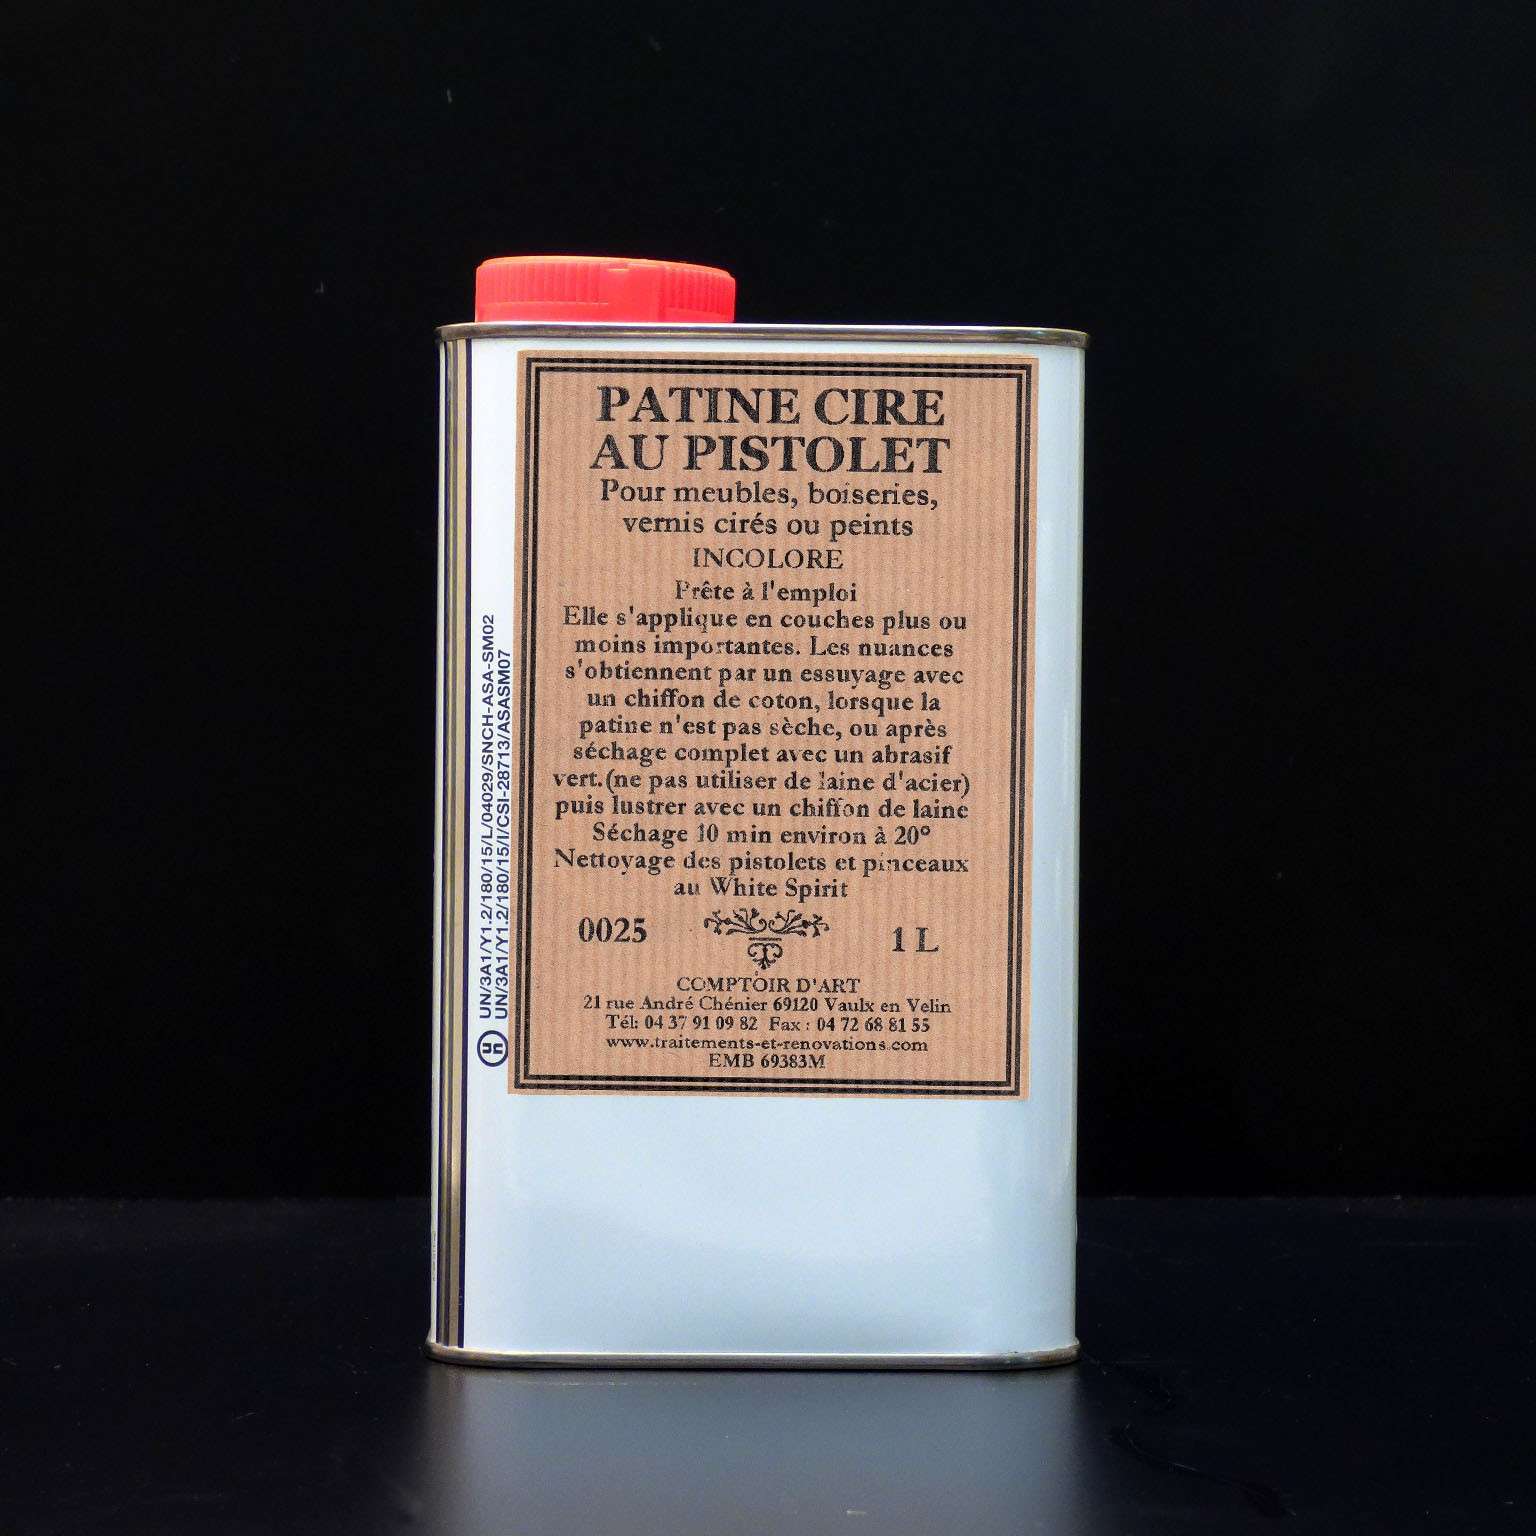 PATINE CIRE
AU PISTOLET
Pour meubles, boiseries,
vernis cirés ou peints
INCOLORE
Prête à l'emploi
Elle s'applique en couches plus ou
moins importantes. Les nuances
s'obtiennent par un essuyage avec
un chiffon de coton, lorsque la
patine n'est pas sèche, ou après
séchage complet avec un abrasif
vert.(ne pas utiliser de laine d'acier)
puis lustrer avec un chiffon de laine
Séchage 10 min environ à 20°
Nettoyage des pistolets et pinceaux
au White Spirit
0025 1 L
COMPTOIR D'ART
21 rue André Chénier 69120 Vaulx en Velin
Tél: 04 37 91 09 82 Fax : 04 72 68 81 55
www.traitements-et-renovations.com
EMB 69383M
UN/3A1/Y1.2/180/15/L/04029/SNCH-ASA-SM02
UN/3A1/Y1.2/180/15/I/CSI-28713/ASASM07